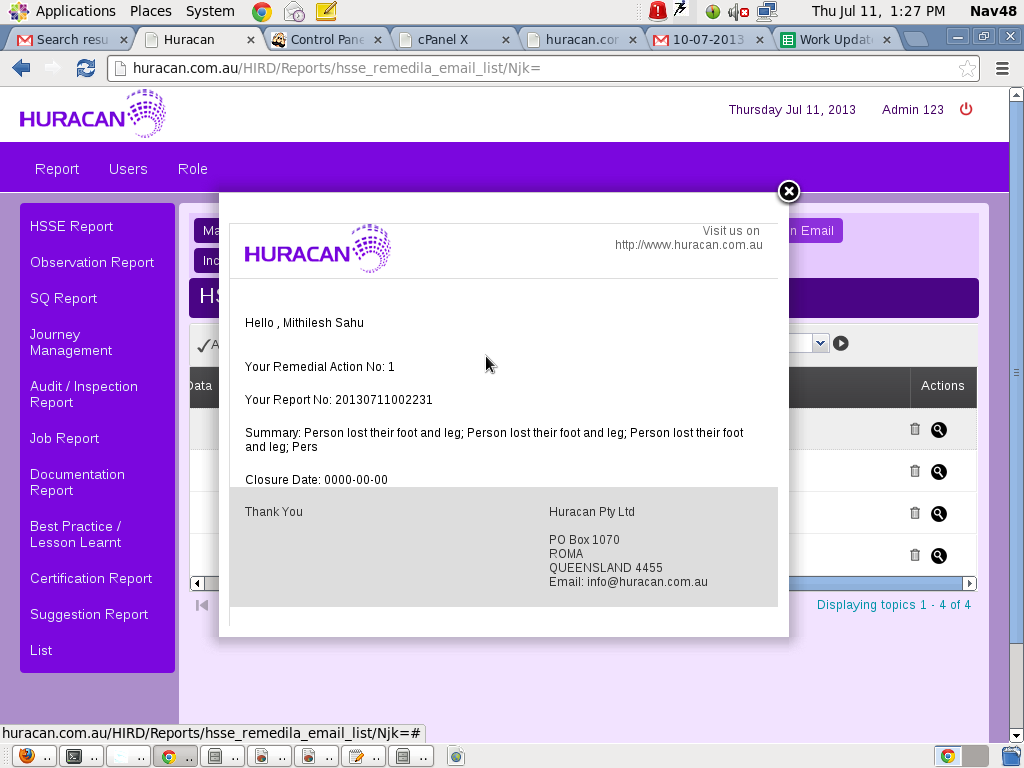 Applications Places System Thu Jul 11, 1:27 PM Nav48
Search resu Huracan Control Pane cPanel X huracan.cor 10-07-2013 Work Update
huracan.com.au/HIRD/Reports/hsse_remedila_email_list/Njk=
HURACAN Thursday Jul 11, 2013 Admin 123
Report Users Role
HSSE Report
Observation Report
SQ Report
Journey
Management
Audit / Inspection
Report
Job Report
Documentation
Report
Best Practice /
Lesson Learnt
Certification Report
Suggestion Report
List
Ma n Email
Inc
HS
A
Data Actions
HURACAN
Visit us on
http://www.huracan.com.au
Hello , Mithilesh Sahu
Your Remedial Action No: 1
Your Report No: 20130711002231
Summary: Person lost their foot and leg; Person lost their foot and leg; Person lost their foot
and leg; Pers
Closure Date: 0000-00-00
Thank You
Huracan Pty Ltd
PO Box 1070
ROMA
QUEENSLAND 4455
Email: info@huracan.com.au
Displaying topics 1 - 4 of 4
huracan.com.au/HIRD/Reports/hsse_remedila_email_list/Njk=#